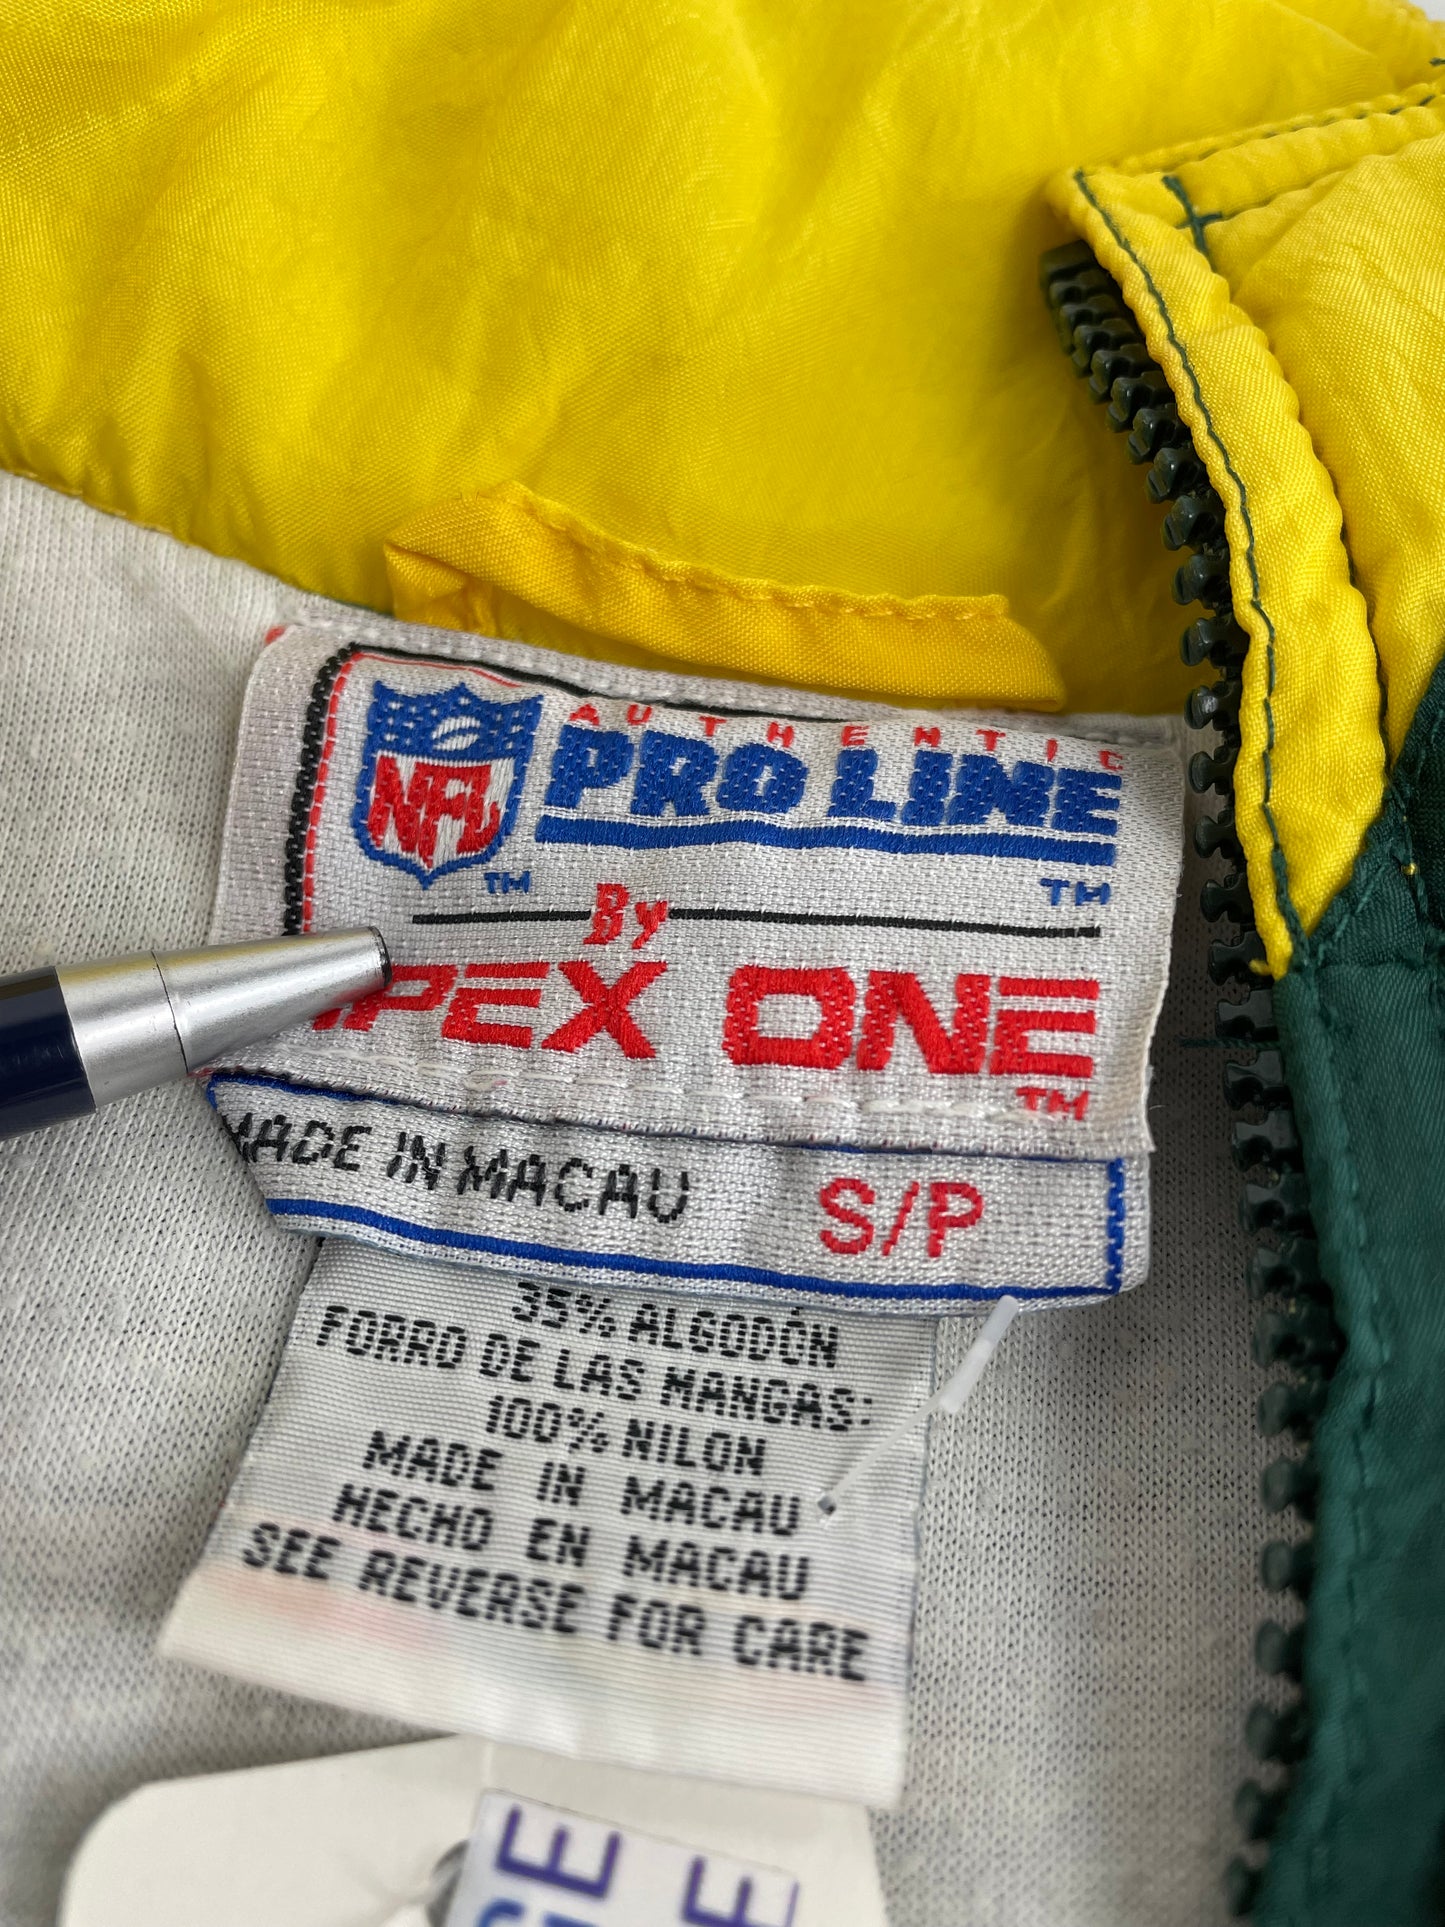 AUTHENTIC
NFL PRO LINE
TM TM
By
APEX ONE
TM
MADE IN MACAU S/P
35% ALGODÓN
FORRO DE LAS MANGAS:
100% NILON
MADE IN MACAU
HECHO EN MACAU
SEE REVERSE FOR CARE